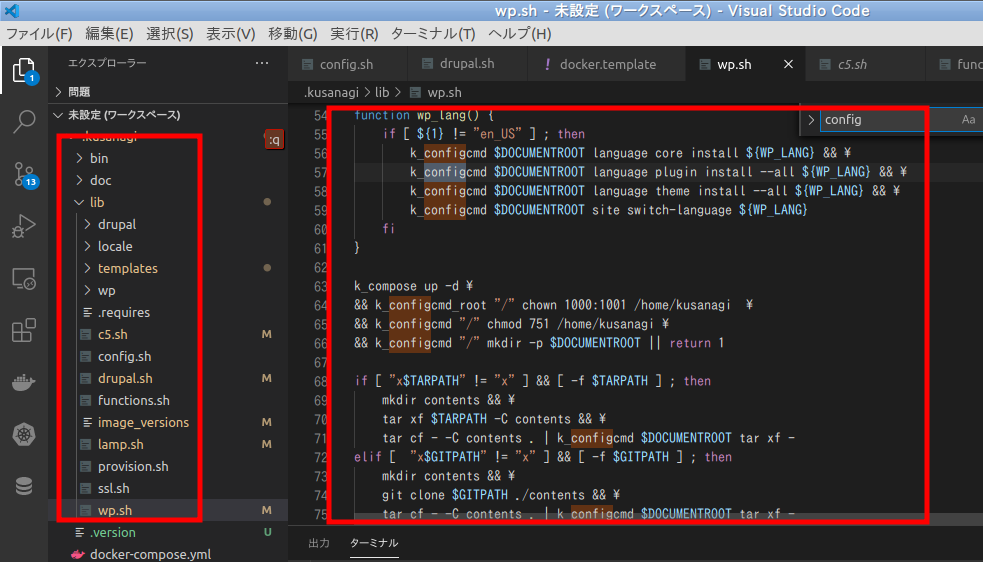 wp.sh - 未設定 (ワークスペース) - Visual Studio Code
ファイル(F) 編集(E) 選択(S) 表示(V) 移動(G) 実行(R) ターミナル(T) ヘルプ(H)
エクスプローラー ...
config.sh drupal.sh ! docker.template wp.sh × c5.sh func
1
13
> 問題
未設定 (ワークスペース)
.kusanagi :q
> bin
> doc
lib
> drupal
> locale
> templates
> wp
.requires
c5.sh M
config.sh
drupal.sh M
functions.sh
image_versions M
lamp.sh M
provision.sh
ssl.sh
wp.sh M
.version U
docker-compose.yml
.kusanagi > lib > wp.sh
> config Aa
54 function wp_lang() {
55 if [ ${1} != "en_US" ] ; then
56 k_configcmd $DOCUMENTROOT language core install ${WP_LANG} && ¥
57 k_configcmd $DOCUMENTROOT language plugin install --all ${WP_LANG} && ¥
58 k_configcmd $DOCUMENTROOT language theme install --all ${WP_LANG} && ¥
59 k_configcmd $DOCUMENTROOT site switch-language ${WP_LANG}
60 fi
61 }
62
63 k_compose up -d ¥
64 && k_configcmd_root "/" chown 1000:1001 /home/kusanagi ¥
65 && k_configcmd "/" chmod 751 /home/kusanagi ¥
66 && k_configcmd "/" mkdir -p $DOCUMENTROOT || return 1
67
68 if [ "x$TARPATH" != "x" ] && [ -f $TARPATH ] ; then
69 mkdir contents && ¥
70 tar xf $TARPATH -C contents && ¥
71 tar cf - -C contents . | k_configcmd $DOCUMENTROOT tar xf -
72 elif [ "x$GITPATH" != "x" ] && [ -f $GITPATH ] ; then
73 mkdir contents && ¥
74 git clone $GITPATH ./contents && ¥
75 tar cf - -C contents . | k_configcmd $DOCUMENTROOT tar xf -
出力 ターミナル